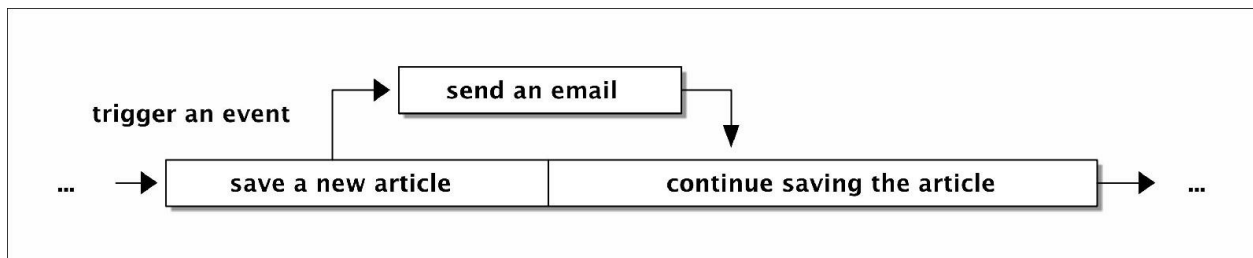 send an email
trigger an event
...
save a new article
continue saving the article
...